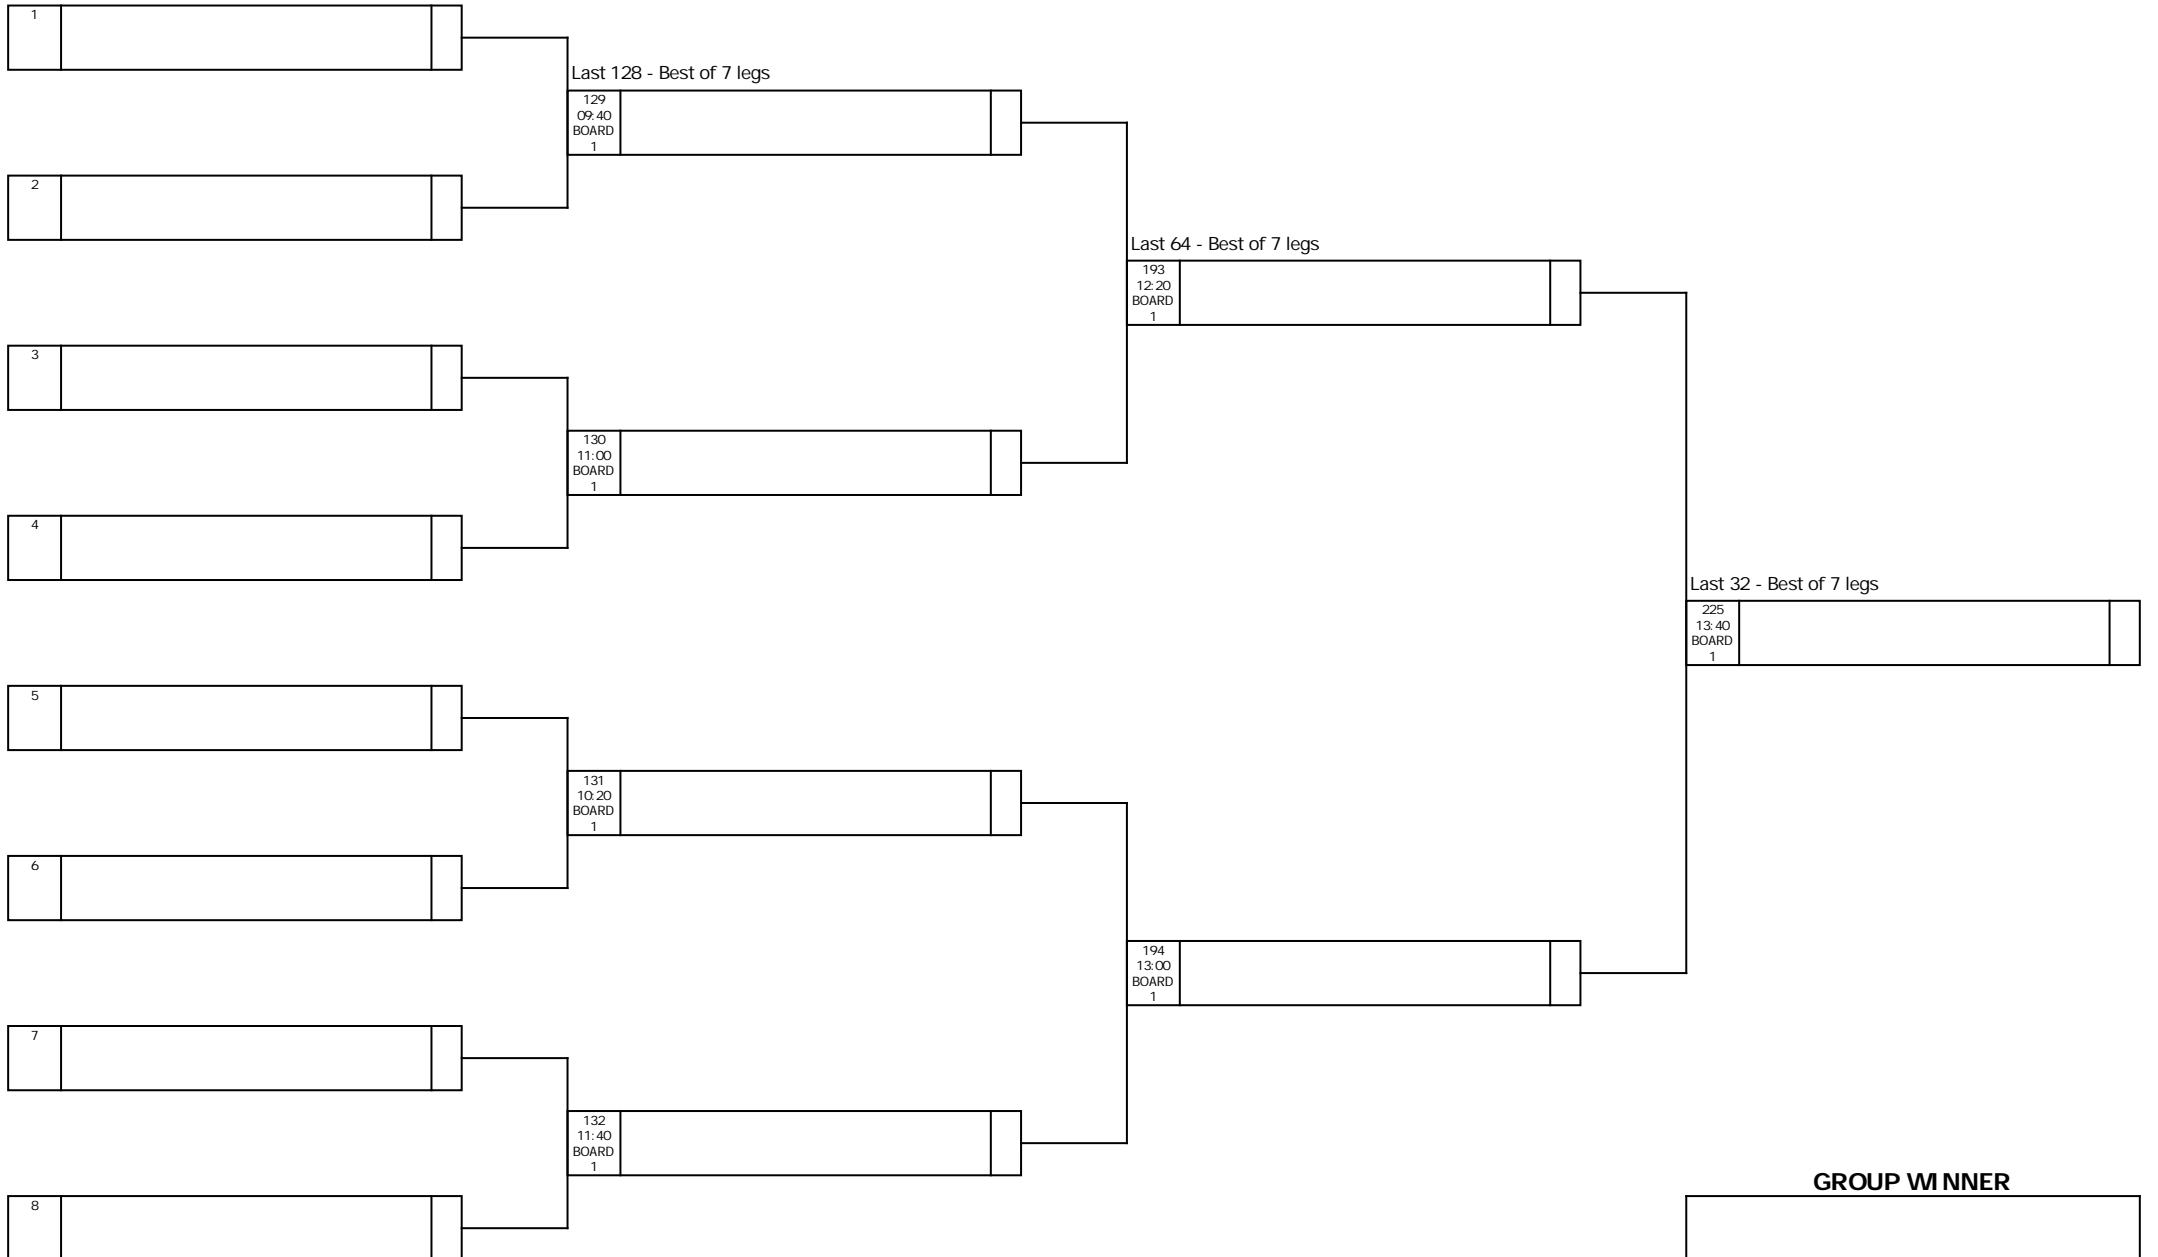 1
Last 128 - Best of 7 legs
129
09:40
BOARD
1
2
Last 64 - Best of 7 legs
193
12:20
BOARD
1
3
130
11:00
BOARD
1
4
Last 32 - Best of 7 legs
225
13:40
BOARD
1
5
131
10:20
BOARD
1
6
194
13:00
BOARD
1
7
132
11:40
BOARD
1
GROUP WINNER
8